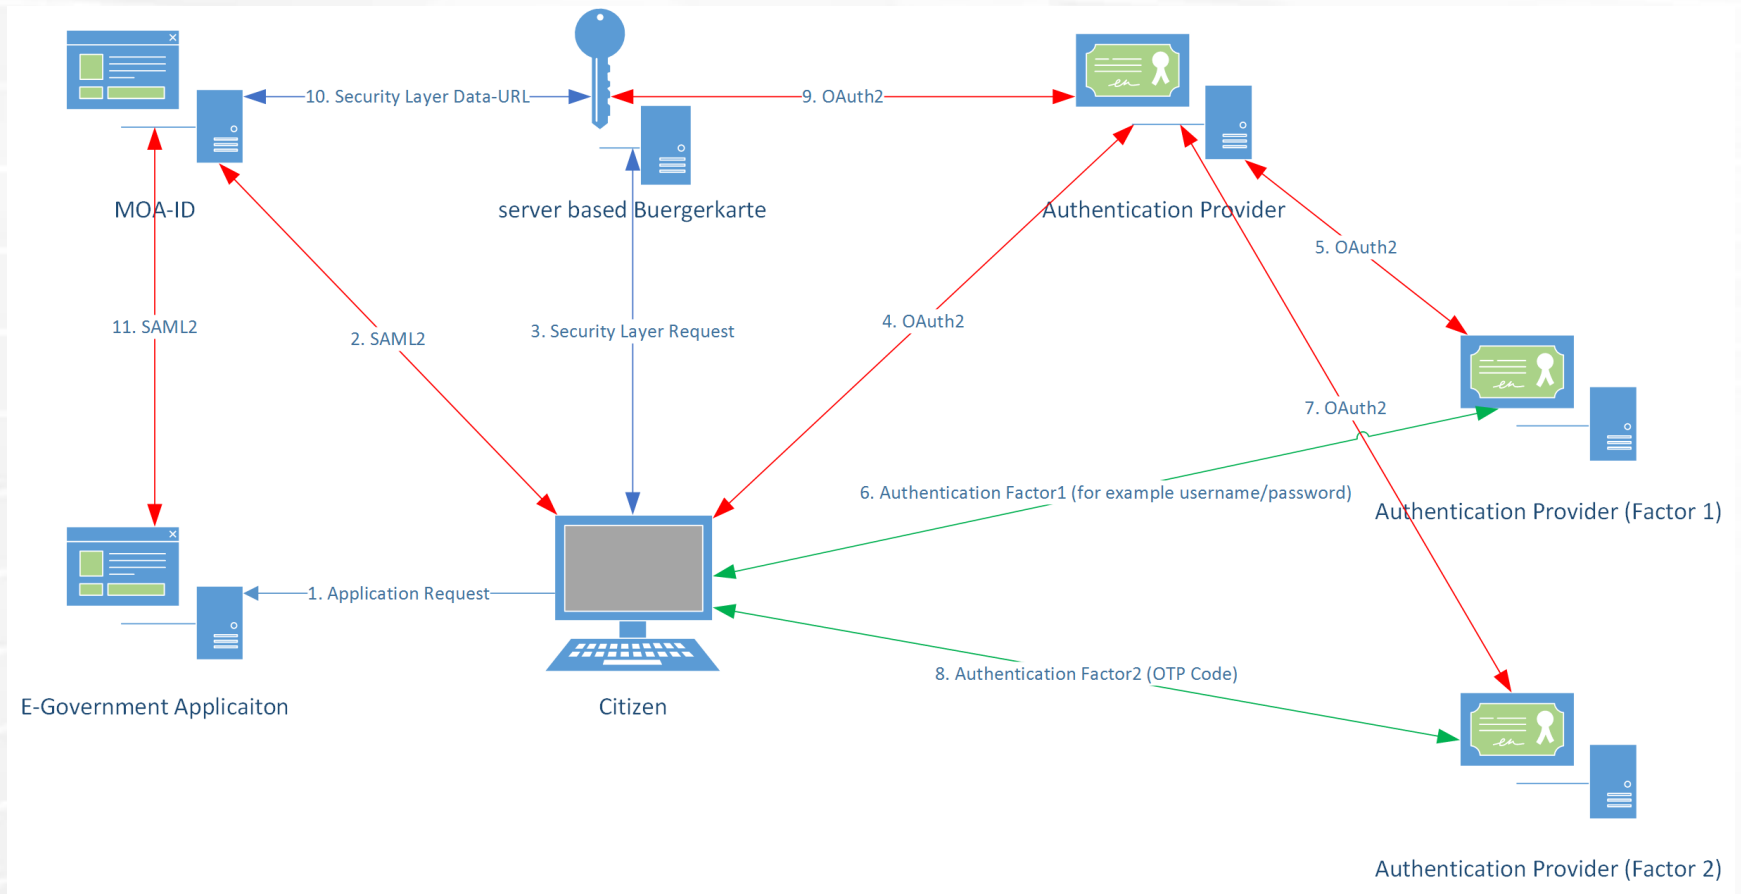 10. Security Layer Data-URL
9. OAuth2
MOA-ID
server based Buergerkarte
Authentication Provider
5. OAuth2
11. SAML2
2. SAML2
3. Security Layer Request
4. OAuth2
7. OAuth2
6. Authentication Factor1 (for example username/password)
Authentication Provider (Factor 1)
1. Application Request
8. Authentication Factor2 (OTP Code)
E-Government Applicaiton
Citizen
Authentication Provider (Factor 2)